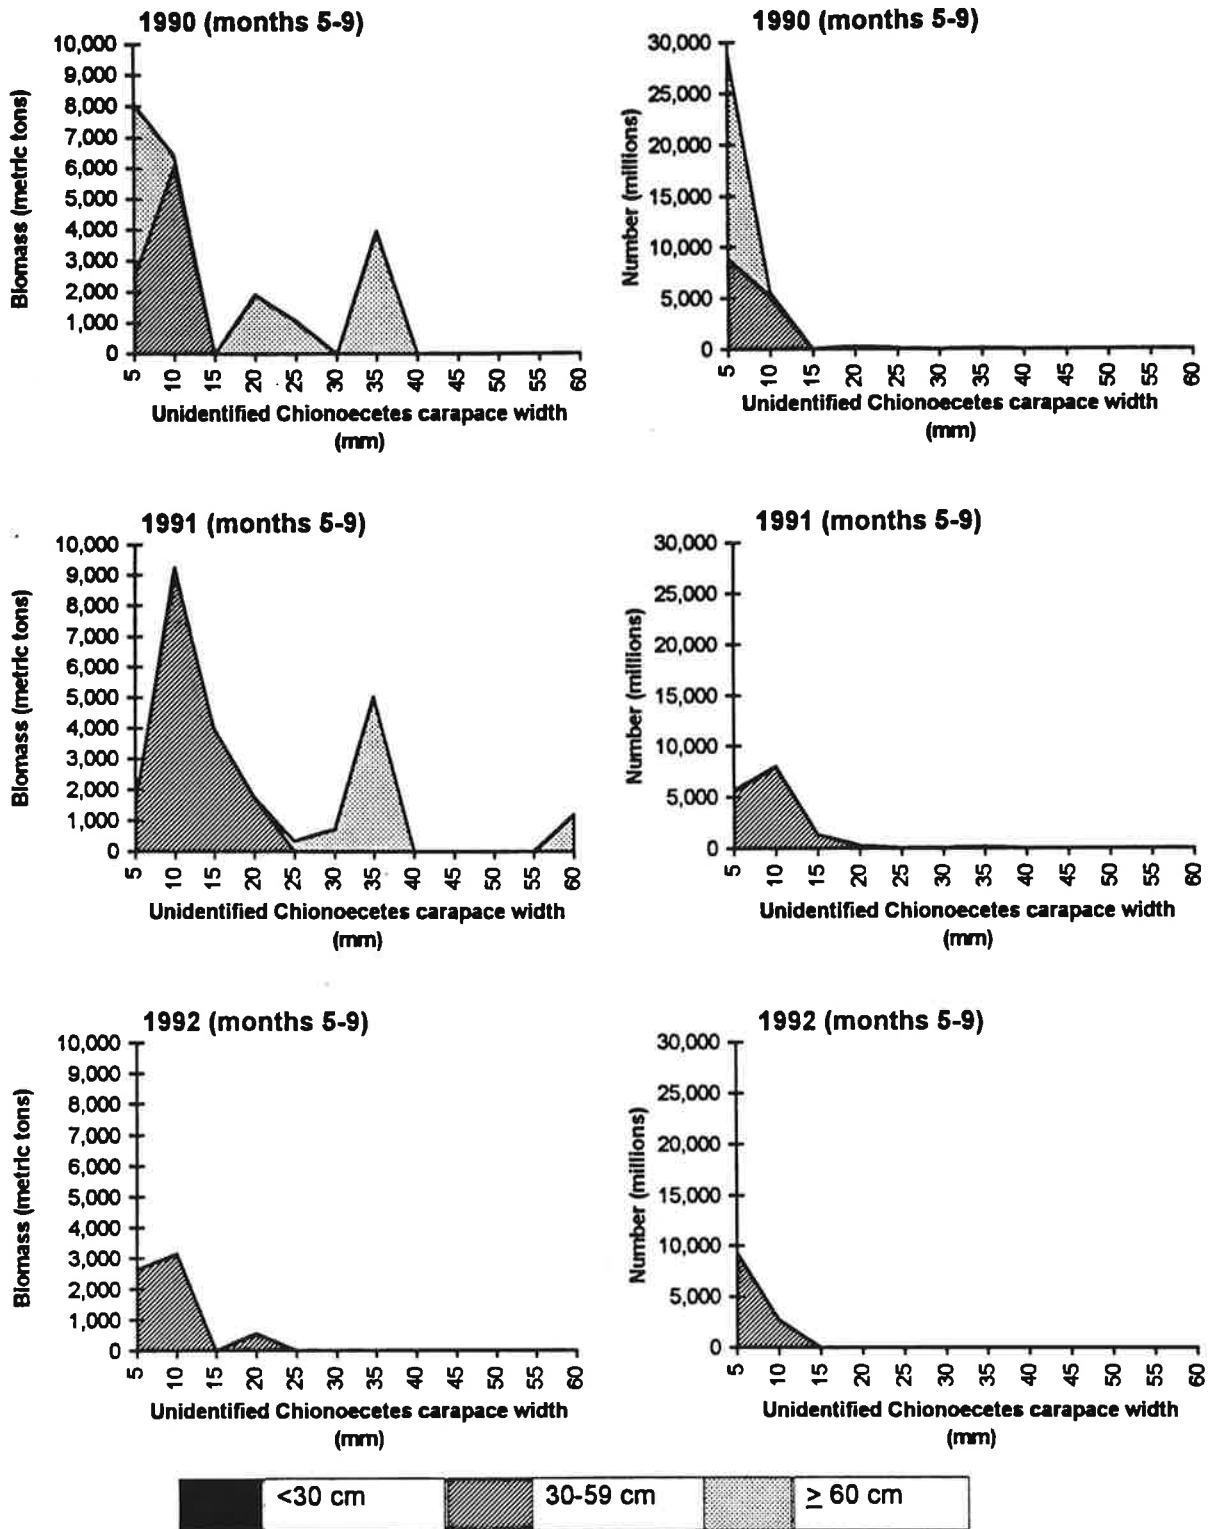 1990 (months 5-9)
10,000
9,000
8,000
7,000
6,000
5,000
4,000
3,000
2,000
1,000
0
Biomass (metric tons)
5 10 15 20 25 30 35 40 45 50 55 60
Unidentified Chionoecetes carapace width
(mm)
1990 (months 5-9)
30,000
25,000
20,000
15,000
10,000
5,000
0
Number (millions)
5 10 15 20 25 30 35 40 45 50 55 60
Unidentified Chionoecetes carapace width
(mm)
1991 (months 5-9)
10,000
9,000
8,000
7,000
6,000
5,000
4,000
3,000
2,000
1,000
0
Biomass (metric tons)
5 10 15 20 25 30 35 40 45 50 55 60
Unidentified Chionoecetes carapace width
(mm)
1991 (months 5-9)
30,000
25,000
20,000
15,000
10,000
5,000
0
Number (millions)
5 10 15 20 25 30 35 40 45 50 55 60
Unidentified Chionoecetes carapace width
(mm)
1992 (months 5-9)
10,000
9,000
8,000
7,000
6,000
5,000
4,000
3,000
2,000
1,000
0
Biomass (metric tons)
5 10 15 20 25 30 35 40 45 50 55 60
Unidentified Chionoecetes carapace width
(mm)
1992 (months 5-9)
30,000
25,000
20,000
15,000
10,000
5,000
0
Number (millions)
5 10 15 20 25 30 35 40 45 50 55 60
Unidentified Chionoecetes carapace width
(mm)
<30 cm 30-59 cm ≥ 60 cm